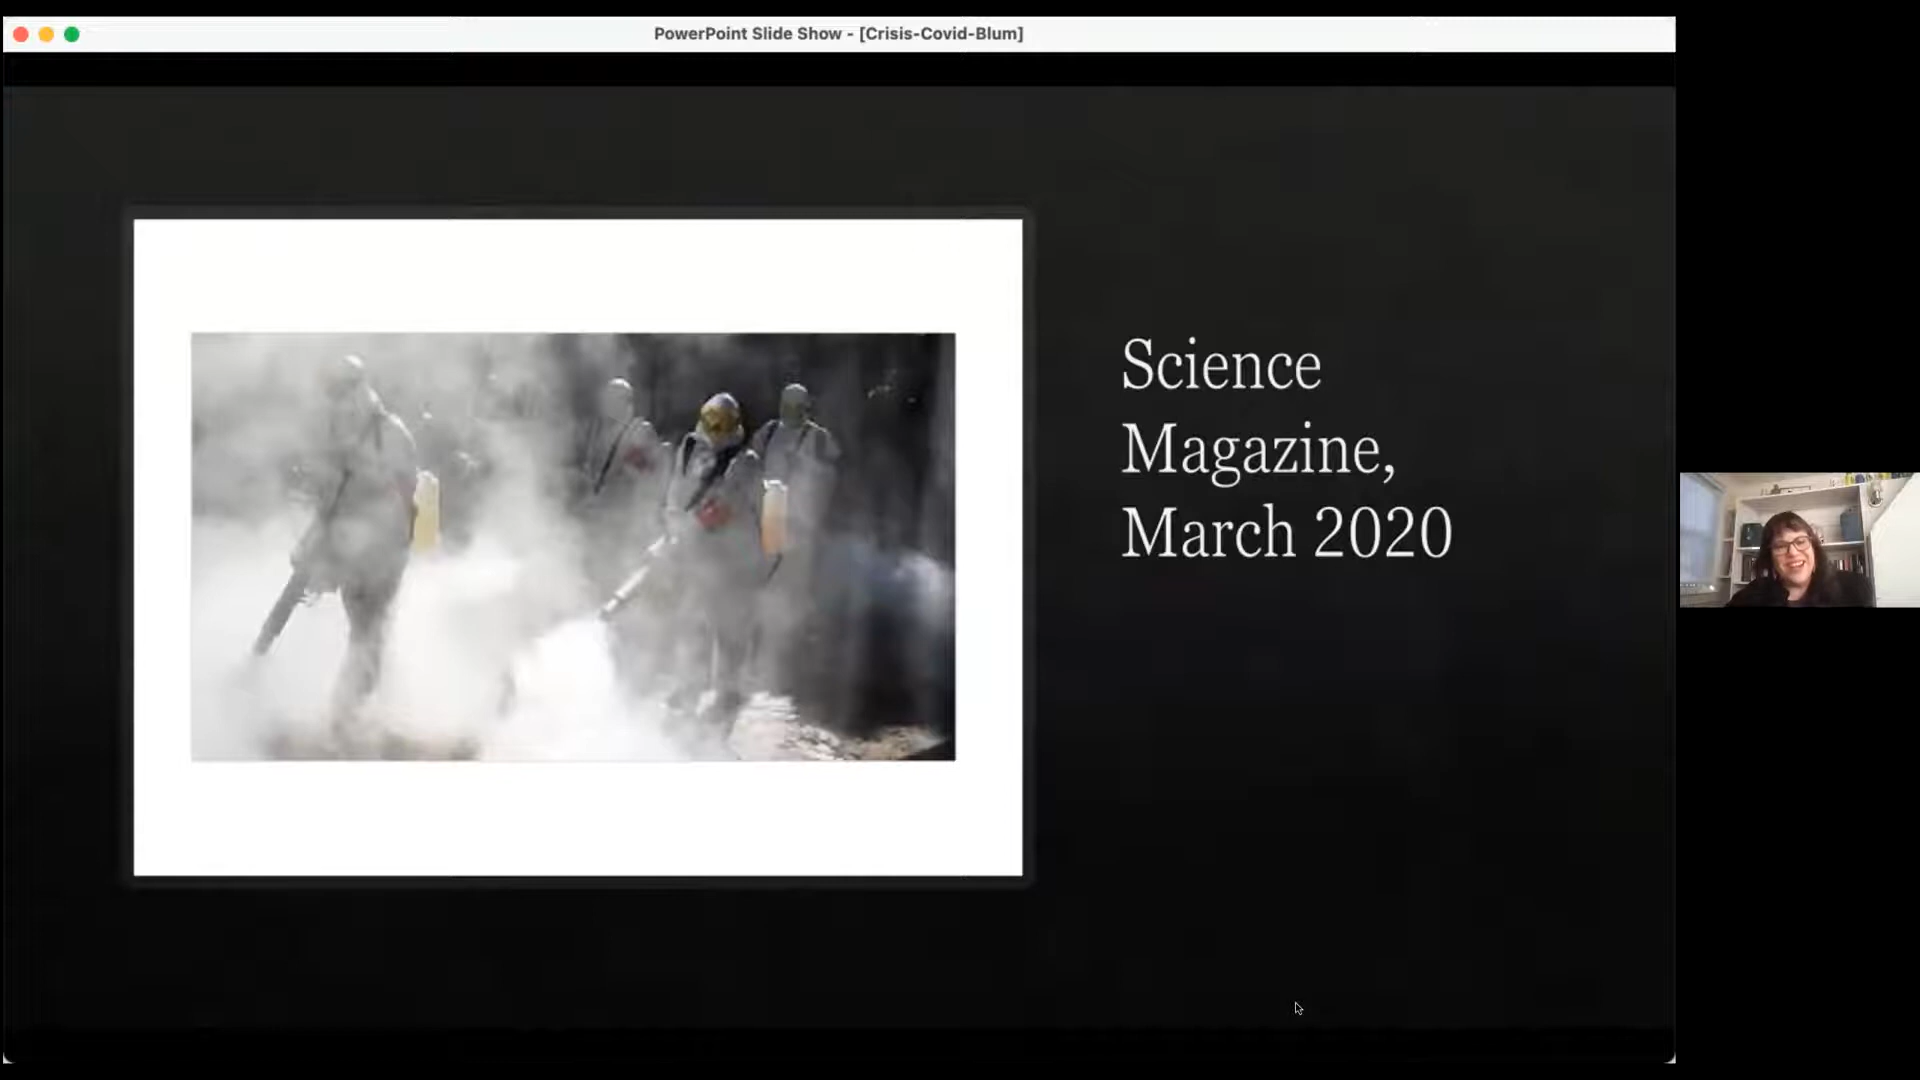 PowerPoint Slide Show - [Crisis-Covid-Blum]
Science
Magazine,
March 2020